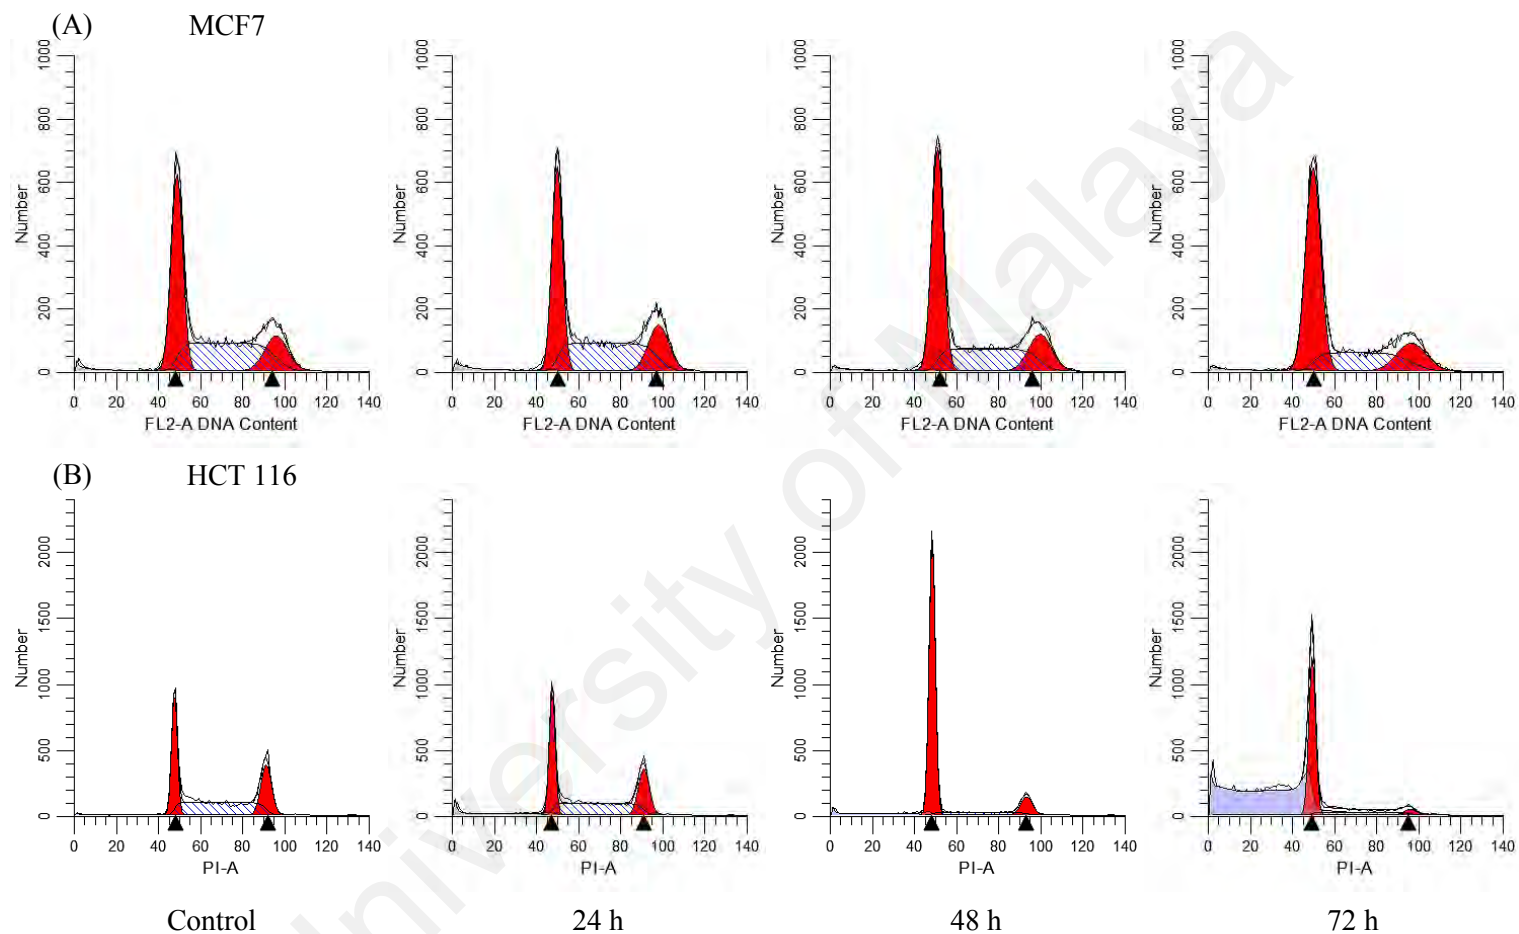 (A) MCF7
1000 1000 1000 1000
800 800 800 800
Number Number Number Number
600 600 600 600
400 400 400 400
200 200 200 200
0 0 0 0
0 20 40 60 80 100 120 140 0 20 40 60 80 100 120 140 0 20 40 60 80 100 120 140 0 20 40 60 80 100 120 140
FL2-A DNA Content FL2-A DNA Content FL2-A DNA Content FL2-A DNA Content
(B) HCT 116
2000 2000 2000 2000
1500 1500 1500 1500
Number Number Number Number
1000 1000 1000 1000
500 500 500 500
0 0 0 0
0 20 40 60 80 100 120 140 0 20 40 60 80 100 120 140 0 20 40 60 80 100 120 140 0 20 40 60 80 100 120 140
PI-A PI-A PI-A PI-A
Control 24 h 48 h 72 h
University of Malaya